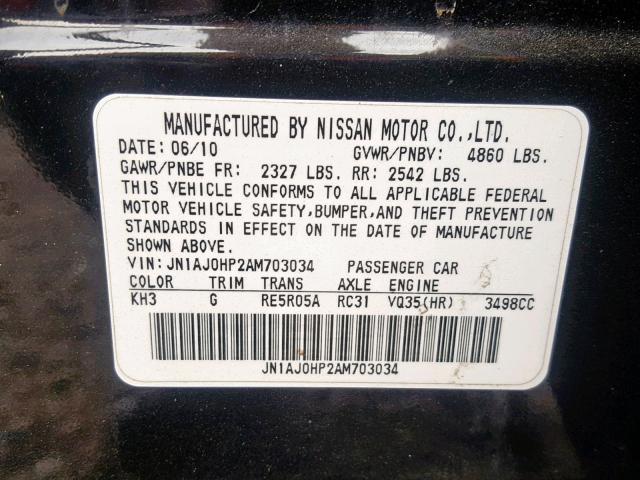 MANUFACTURED BY NISSAN MOTOR CO.,LTD.
DATE: 06/10 GVWR/PNBV: 4860 LBS.
GAWR/PNBE FR: 2327 LBS. RR: 2542 LBS.
THIS VEHICLE CONFORMS TO ALL APPLICABLE FEDERAL
MOTOR VEHICLE SAFETY,BUMPER,AND THEFT PREVENTION
STANDARDS IN EFFECT ON THE DATE OF MANUFACTURE
SHOWN ABOVE.
VIN: JN1AJ0HP2AM703034 PASSENGER CAR
COLOR TRIM TRANS AXLE ENGINE
KH3 G RE5R05A RC31 VQ35(HR) 3498CC
JN1AJ0HP2AM703034